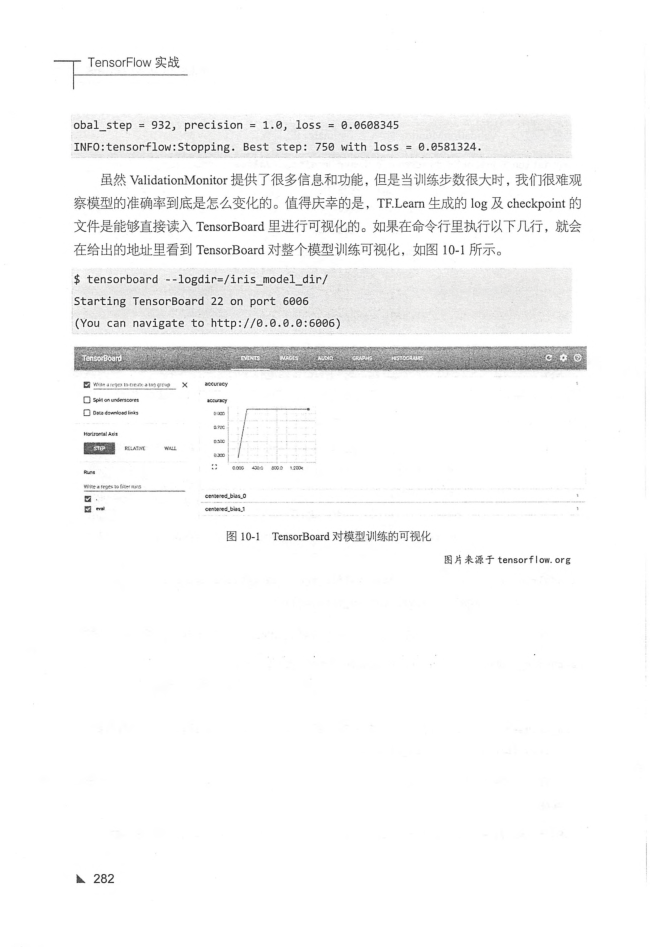 TensorFlow 实战
obal_step = 932, precision = 1.0, loss = 0.0608345
INFO:tensorflow:Stopping. Best step: 750 with loss = 0.0581324.
虽然 ValidationMonitor 提供了很多信息和功能，但是当训练步数很大时，我们很难观
察模型的准确率到底是怎么变化的。值得庆幸的是，TF.Learn 生成的 log 及 checkpoint 的
文件是能够直接读入 TensorBoard 里进行可视化的。如果在命令行里执行以下几行，就会
在给出的地址里看到 TensorBoard 对整个模型训练可视化，如图 10-1 所示。
$ tensorboard --logdir=/iris_model_dir/
Starting TensorBoard 22 on port 6006
(You can navigate to http://0.0.0.0:6006)
TensorBoard EVENTS IMAGES AUDIO GRAPHS HISTOGRAMS
Write a regex to create a tag group
Split on underscores
Data download links
Horizontal Axis
STEP RELATIVE WALL
Runs
Write a regex to filter runs
.
eval
accuracy 1
accuracy
0.900
0.700
0.500
0.300
0.000 400.0 800.0 1.200k
centered_bias_0 1
centered_bias_1 1
图 10-1 TensorBoard 对模型训练的可视化
图片来源于 tensorflow.org
282